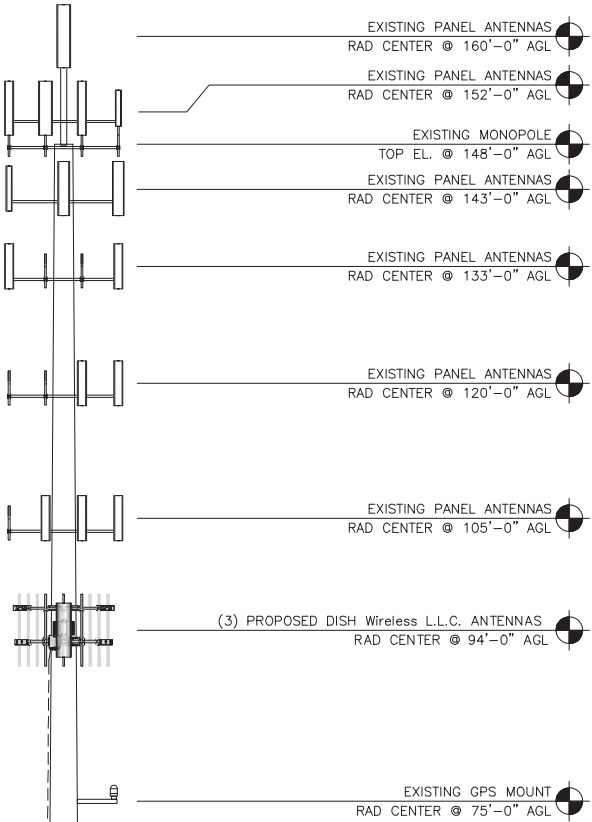 EXISTING PANEL ANTENNAS
RAD CENTER @ 160'-0" AGL
EXISTING PANEL ANTENNAS
RAD CENTER @ 152'-0" AGL
EXISTING MONOPOLE
TOP EL. @ 148'-0" AGL
EXISTING PANEL ANTENNAS
RAD CENTER @ 143'-0" AGL
EXISTING PANEL ANTENNAS
RAD CENTER @ 133'-0" AGL
EXISTING PANEL ANTENNAS
RAD CENTER @ 120'-0" AGL
EXISTING PANEL ANTENNAS
RAD CENTER @ 105'-0" AGL
(3) PROPOSED DISH Wireless L.L.C. ANTENNAS
RAD CENTER @ 94'-0" AGL
EXISTING GPS MOUNT
RAD CENTER @ 75'-0" AGL